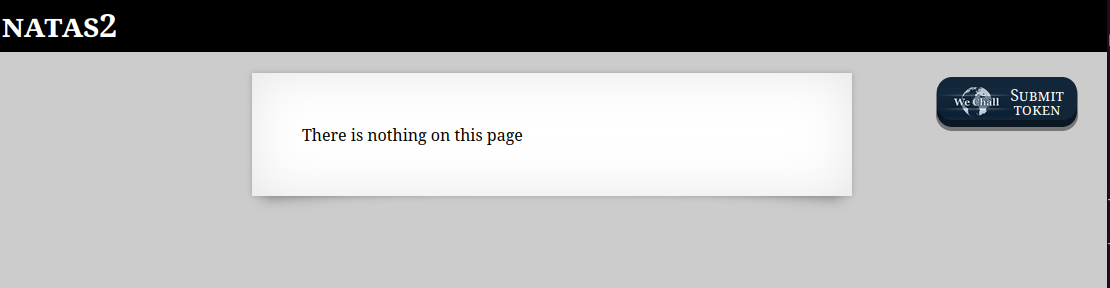 NATAS2
There is nothing on this page
We Chall
SUBMIT
TOKEN